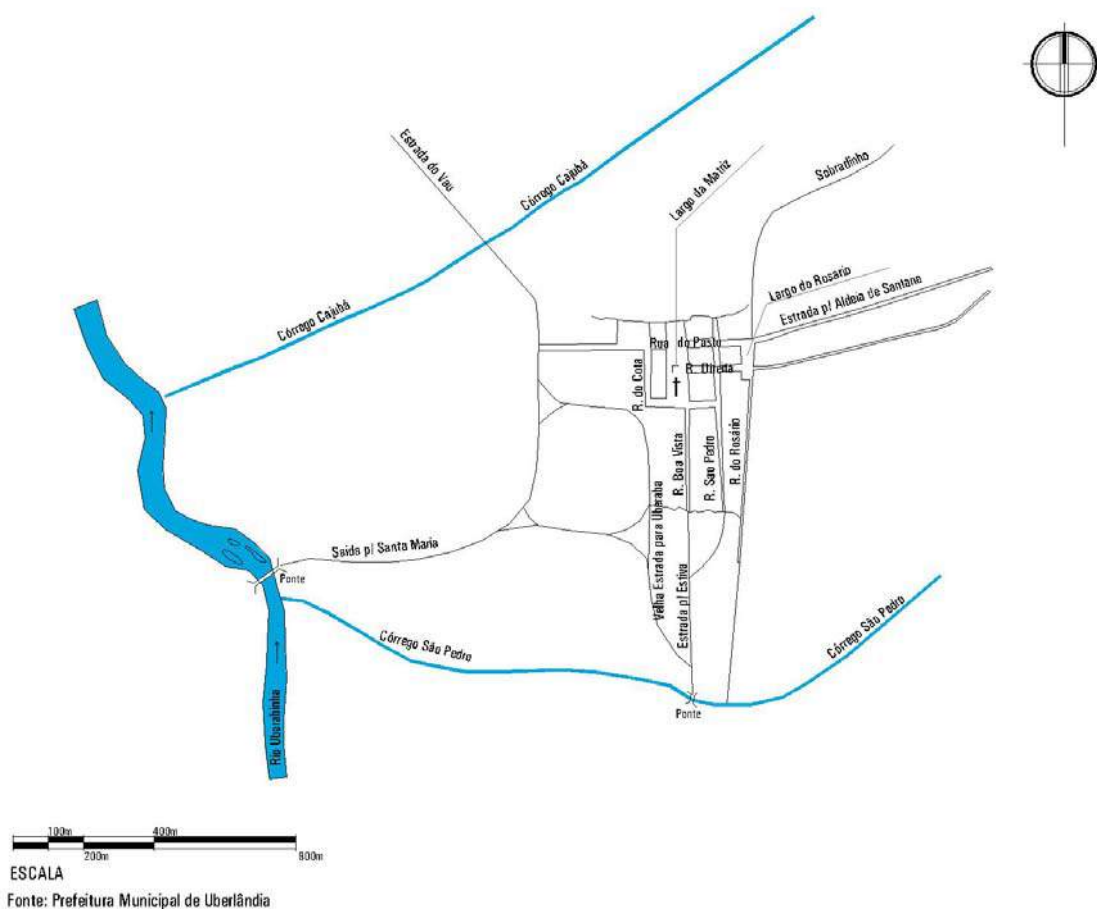 Estrada do Vau
Córrego Cajubá
Córrego Cajubá
Largo da Matriz
Sobradinho
Largo do Rosário
Estrada p/ Aldeia de Santana
Rua do Pasto
R. Direita
R. do Cota
R. Boa Vista
R. Sao Pedro
R. do Rosário
Velha Estrada para Uberaba
Estrada p/ Estiva
Saida p/ Santa Maria
Ponte
Córrego São Pedro
Córrego São Pedro
Ponte
Rio Uberabinha
100m 400m
200m 800m
ESCALA
Fonte: Prefeitura Municipal de Uberlândia